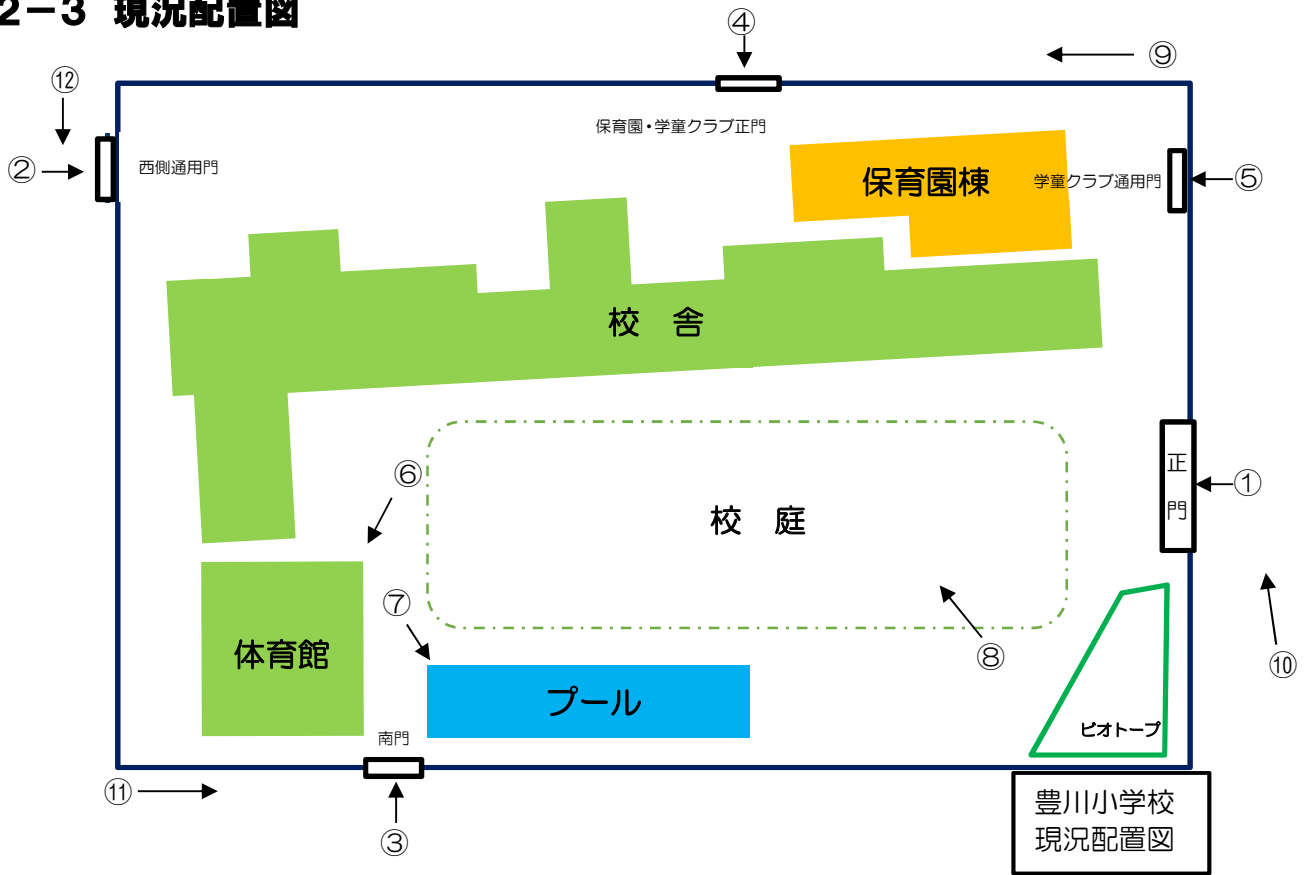 2−3 現況配置図
④
⑨
⑫
保育園・学童クラブ正門
②
西側通用門
保育園棟
学童クラブ通用門
⑤
校 舎
⑥
正門
①
校 庭
⑦
体育館
⑧
⑩
プール
ビオトープ
南門
⑪
③
豊川小学校
現況配置図